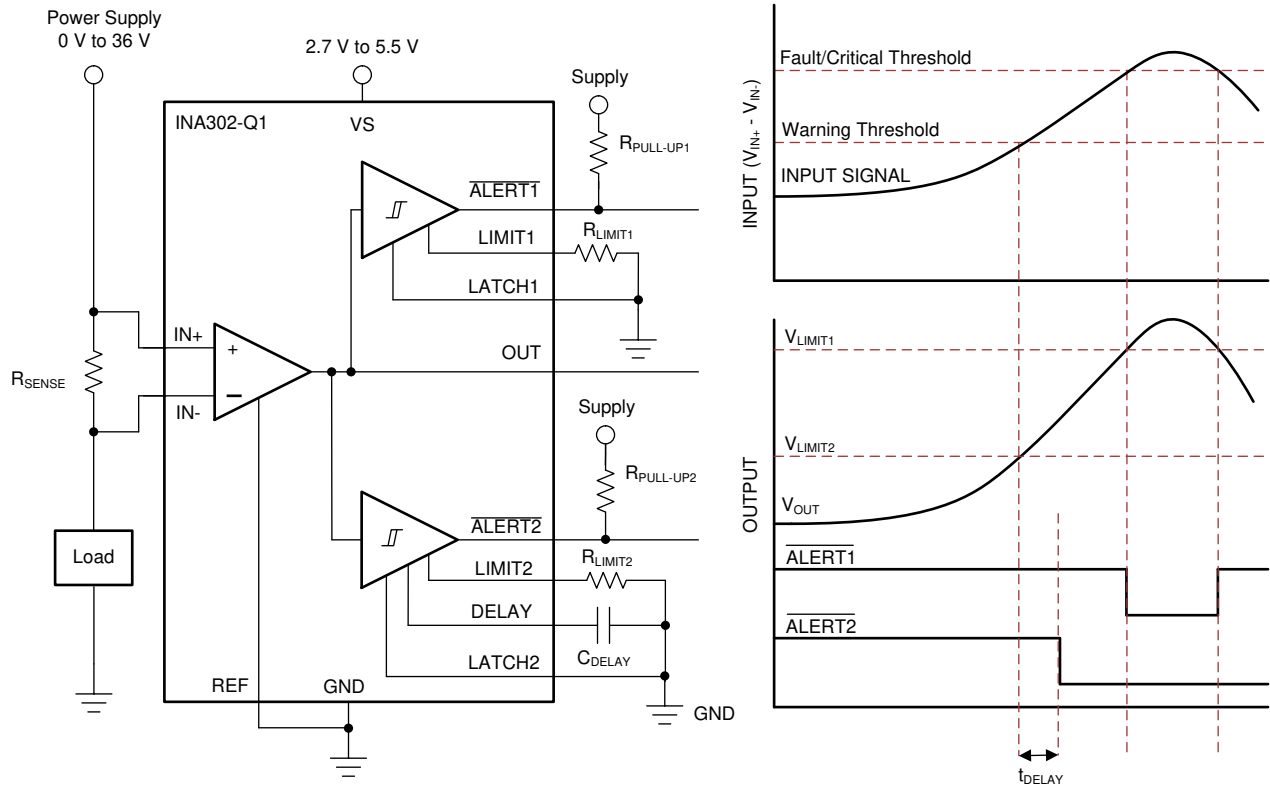 Power Supply
0 V to 36 V
2.7 V to 5.5 V
Supply
INA302-Q1
VS
RPULL-UP1
ALERT1
RLIMIT1
LIMIT1
LATCH1
IN+
+
OUT
RSENSE
IN-
−
Supply
RPULL-UP2
ALERT2
RLIMIT2
LIMIT2
Load
DELAY
CDELAY
LATCH2
REF
GND
GND
INPUT (VIN+ - VIN-)
Fault/Critical Threshold
Warning Threshold
INPUT SIGNAL
OUTPUT
VLIMIT1
VLIMIT2
VOUT
ALERT1
ALERT2
tDELAY